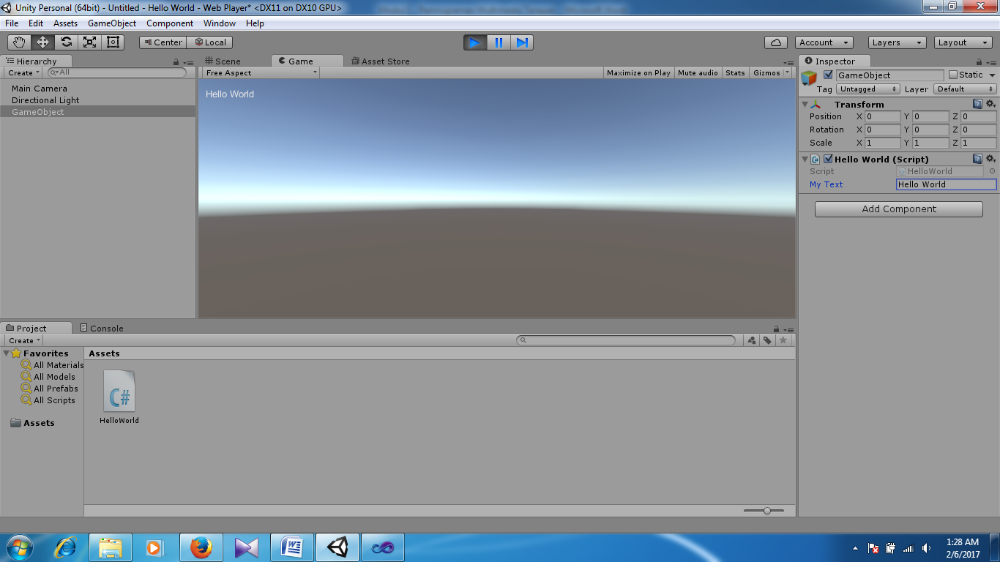 Unity Personal (64bit) - Untitled - Hello World - Web Player* <DX11 on DX10 GPU>
File Edit Assets GameObject Component Window Help
Center Local Account Layers Layout
Hierarchy
Create All
Main Camera
Directional Light
GameObject
Scene Game Asset Store
Free Aspect Maximize on Play Mute audio Stats Gizmos
Hello World
Inspector
GameObject Static
Tag Untagged Layer Default
Transform
Position X 0 Y 0 Z 0
Rotation X 0 Y 0 Z 0
Scale X 1 Y 1 Z 1
Hello World (Script)
Script HelloWorld
My Text Hello World
Add Component
Project Console
Create
Favorites
All Materials
All Models
All Prefabs
All Scripts
Assets
Assets
C#
HelloWorld
1:28 AM
2/6/2017